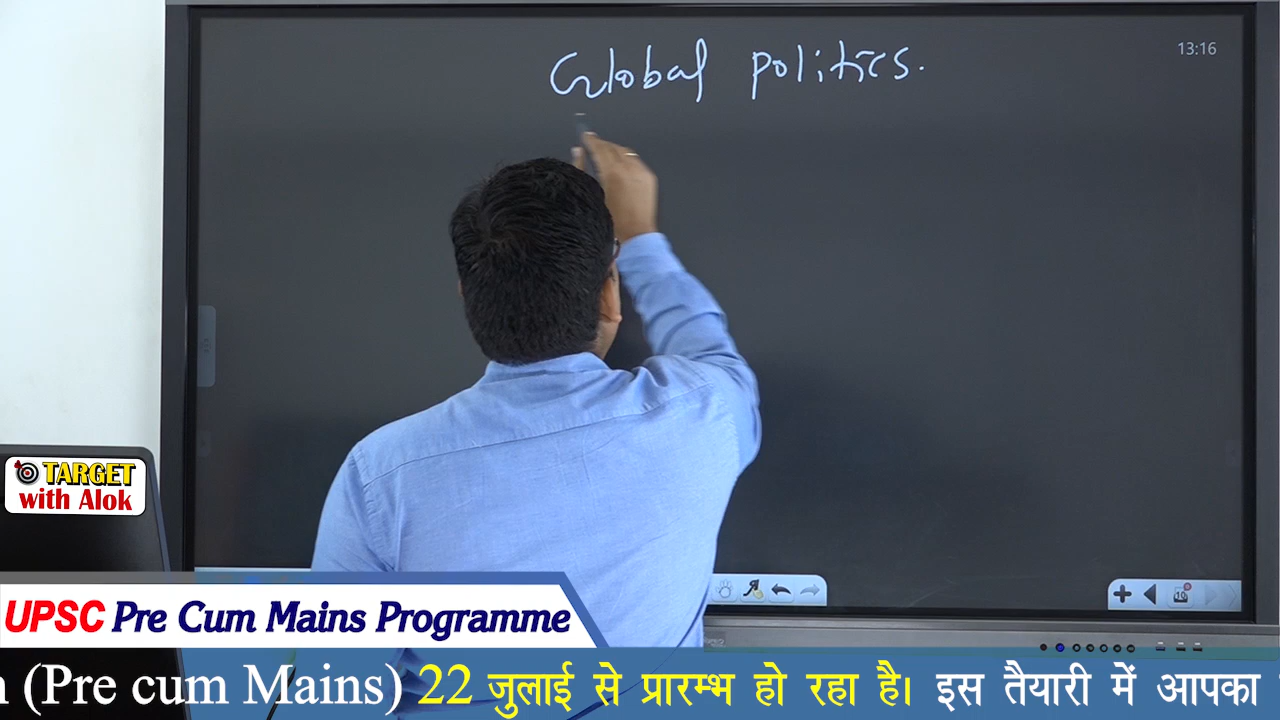 Global politics.
13:16
TARGET
with Alok
10
UPSC Pre Cum Mains Programme
(Pre cum Mains) 22 जुलाई से प्रारम्भ हो रहा है। इस तैयारी में आपका